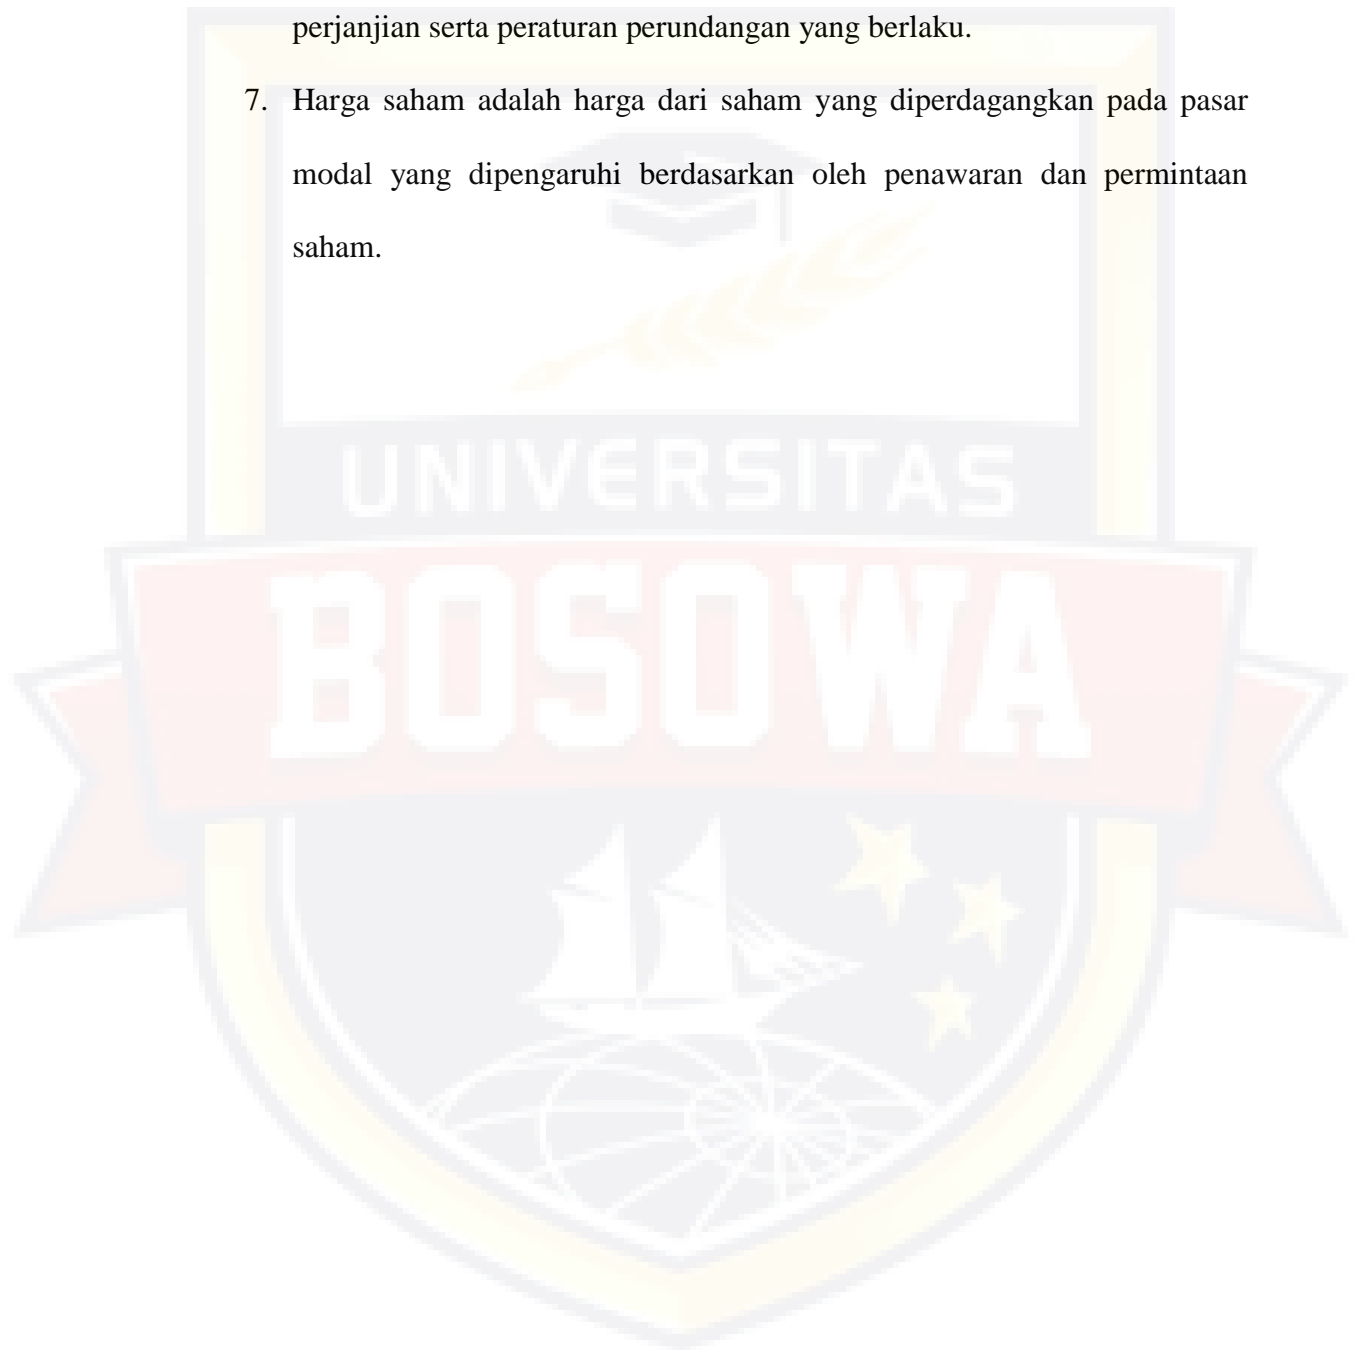 perjanjian serta peraturan perundangan yang berlaku.
7. Harga saham adalah harga dari saham yang diperdagangkan pada pasar
modal yang dipengaruhi berdasarkan oleh penawaran dan permintaan
saham.
UNIVERSITAS
BOSOWA